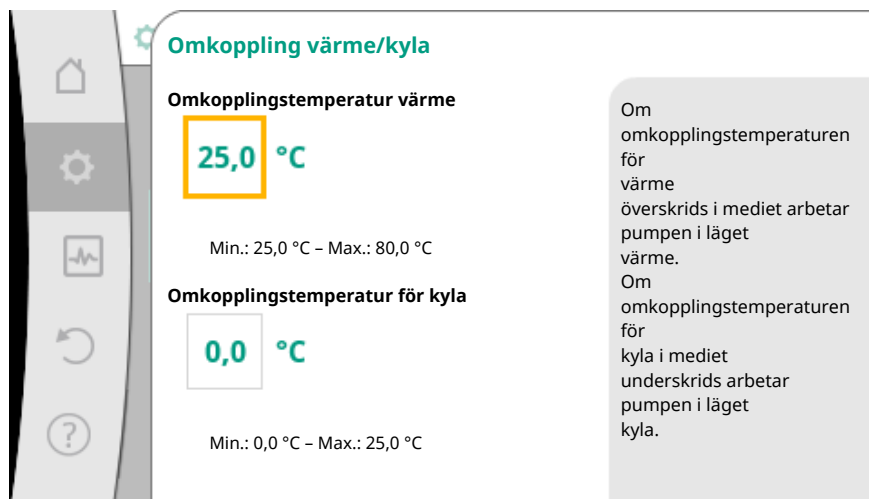 Omkoppling värme/kyla
Omkopplingstemperatur värme
25,0 °C
Min.: 25,0 °C – Max.: 80,0 °C
Omkopplingstemperatur för kyla
0,0 °C
Min.: 0,0 °C – Max.: 25,0 °C
Om
omkopplingstemperaturen
för
värme
överskrids i mediet arbetar
pumpen i läget
värme.
Om
omkopplingstemperaturen
för
kyla i mediet
underskrids arbetar
pumpen i läget
kyla.